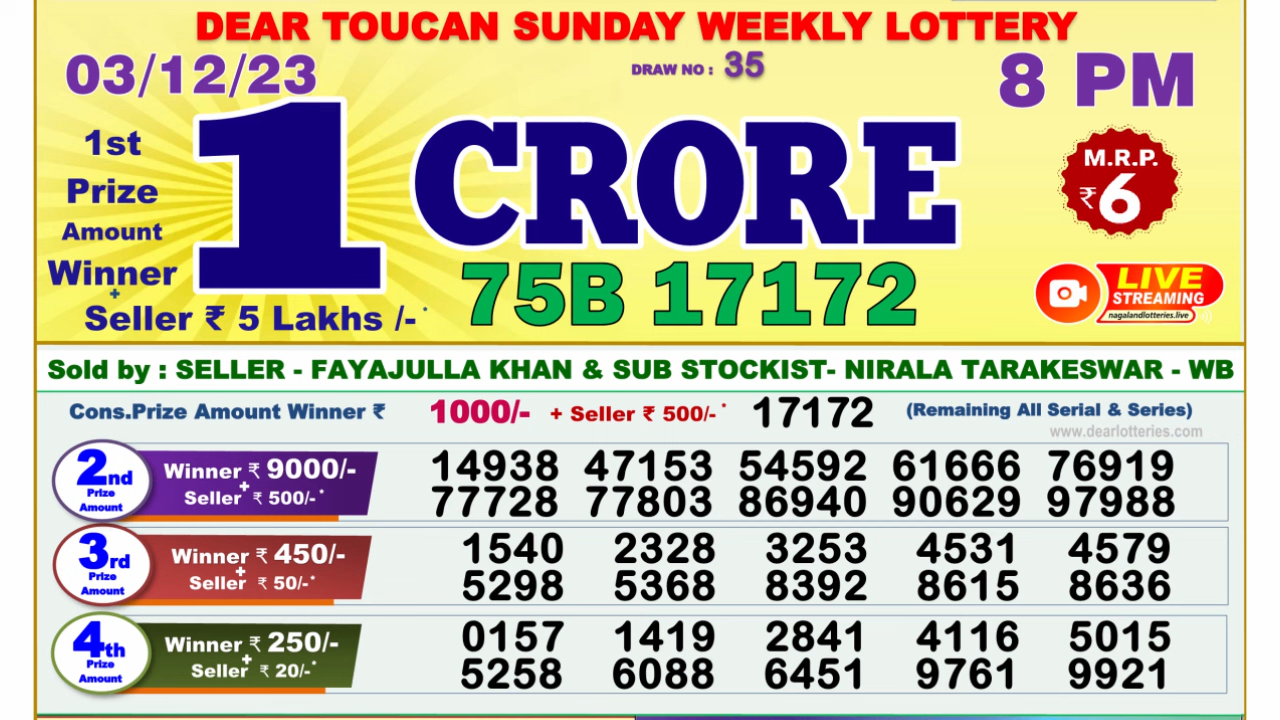 DEAR TOUCAN SUNDAY WEEKLY LOTTERY
03/12/23
DRAW NO : 35
8 PM
1st
Prize
Amount
Winner
+
Seller ₹ 5 Lakhs /-*
1 CRORE
75B 17172
M.R.P.
₹6
LIVE
STREAMING
nagalandlotteries.live
Sold by : SELLER - FAYAJULLA KHAN & SUB STOCKIST- NIRALA TARAKESWAR - WB
Cons.Prize Amount Winner ₹ 1000/- + Seller ₹ 500/-* 17172 (Remaining All Serial & Series)
www.dearlotteries.com
2nd
Prize
Amount
Winner ₹ 9000/-
+
Seller ₹ 500/-*
14938 47153 54592 61666 76919
77728 77803 86940 90629 97988
3rd
Prize
Amount
Winner ₹ 450/-
+
Seller ₹ 50/-*
1540 2328 3253 4531 4579
5298 5368 8392 8615 8636
4th
Prize
Amount
Winner ₹ 250/-
+
Seller ₹ 20/-*
0157 1419 2841 4116 5015
5258 6088 6451 9761 9921